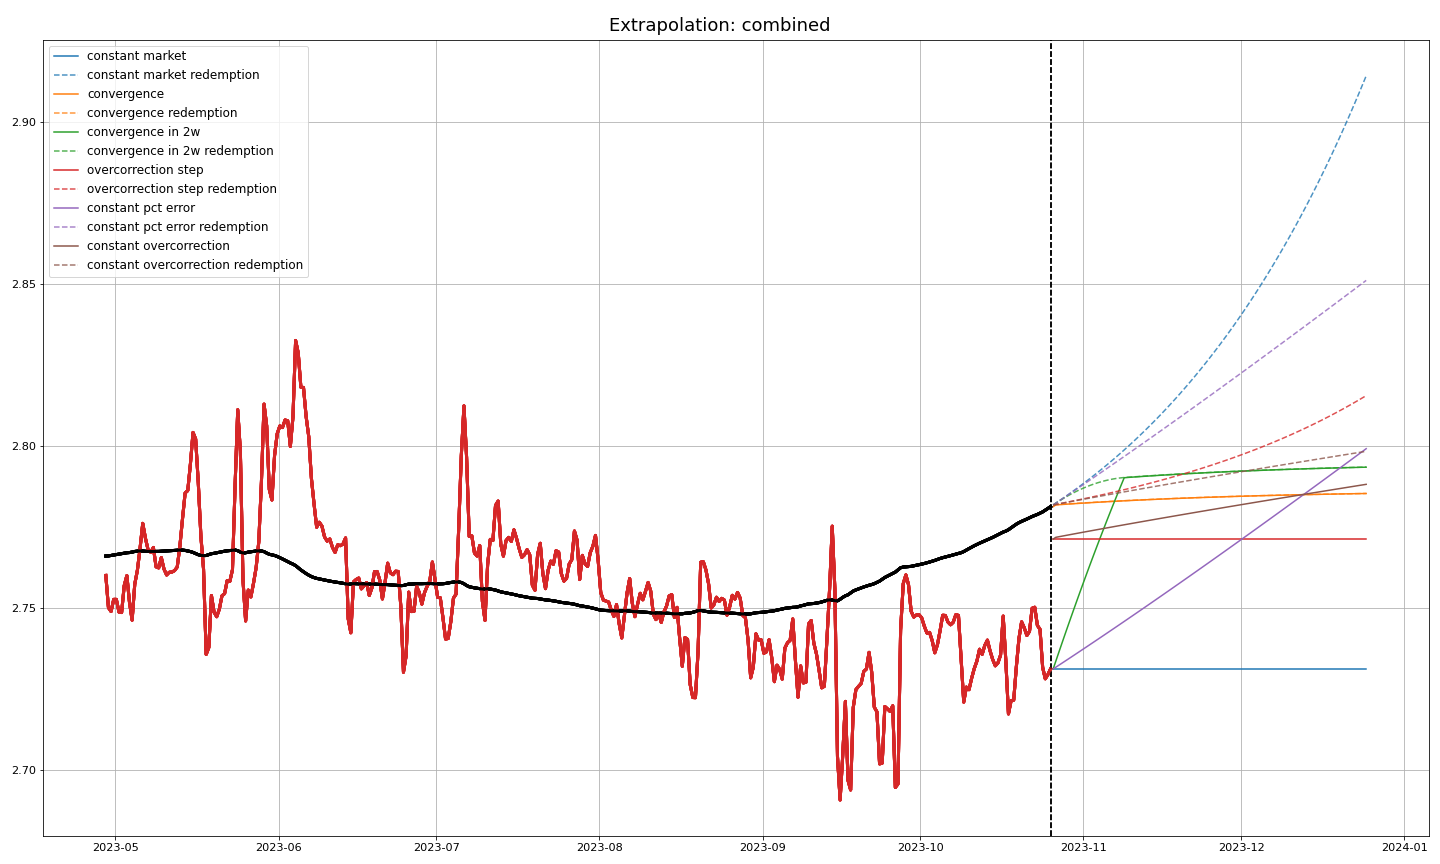 Extrapolation: combined
constant market
constant market redemption
convergence
convergence redemption
convergence in 2w
convergence in 2w redemption
overcorrection step
overcorrection step redemption
constant pct error
constant pct error redemption
constant overcorrection
constant overcorrection redemption
2.90
2.85
2.80
2.75
2.70
2023-05 2023-06 2023-07 2023-08 2023-09 2023-10 2023-11 2023-12 2024-01